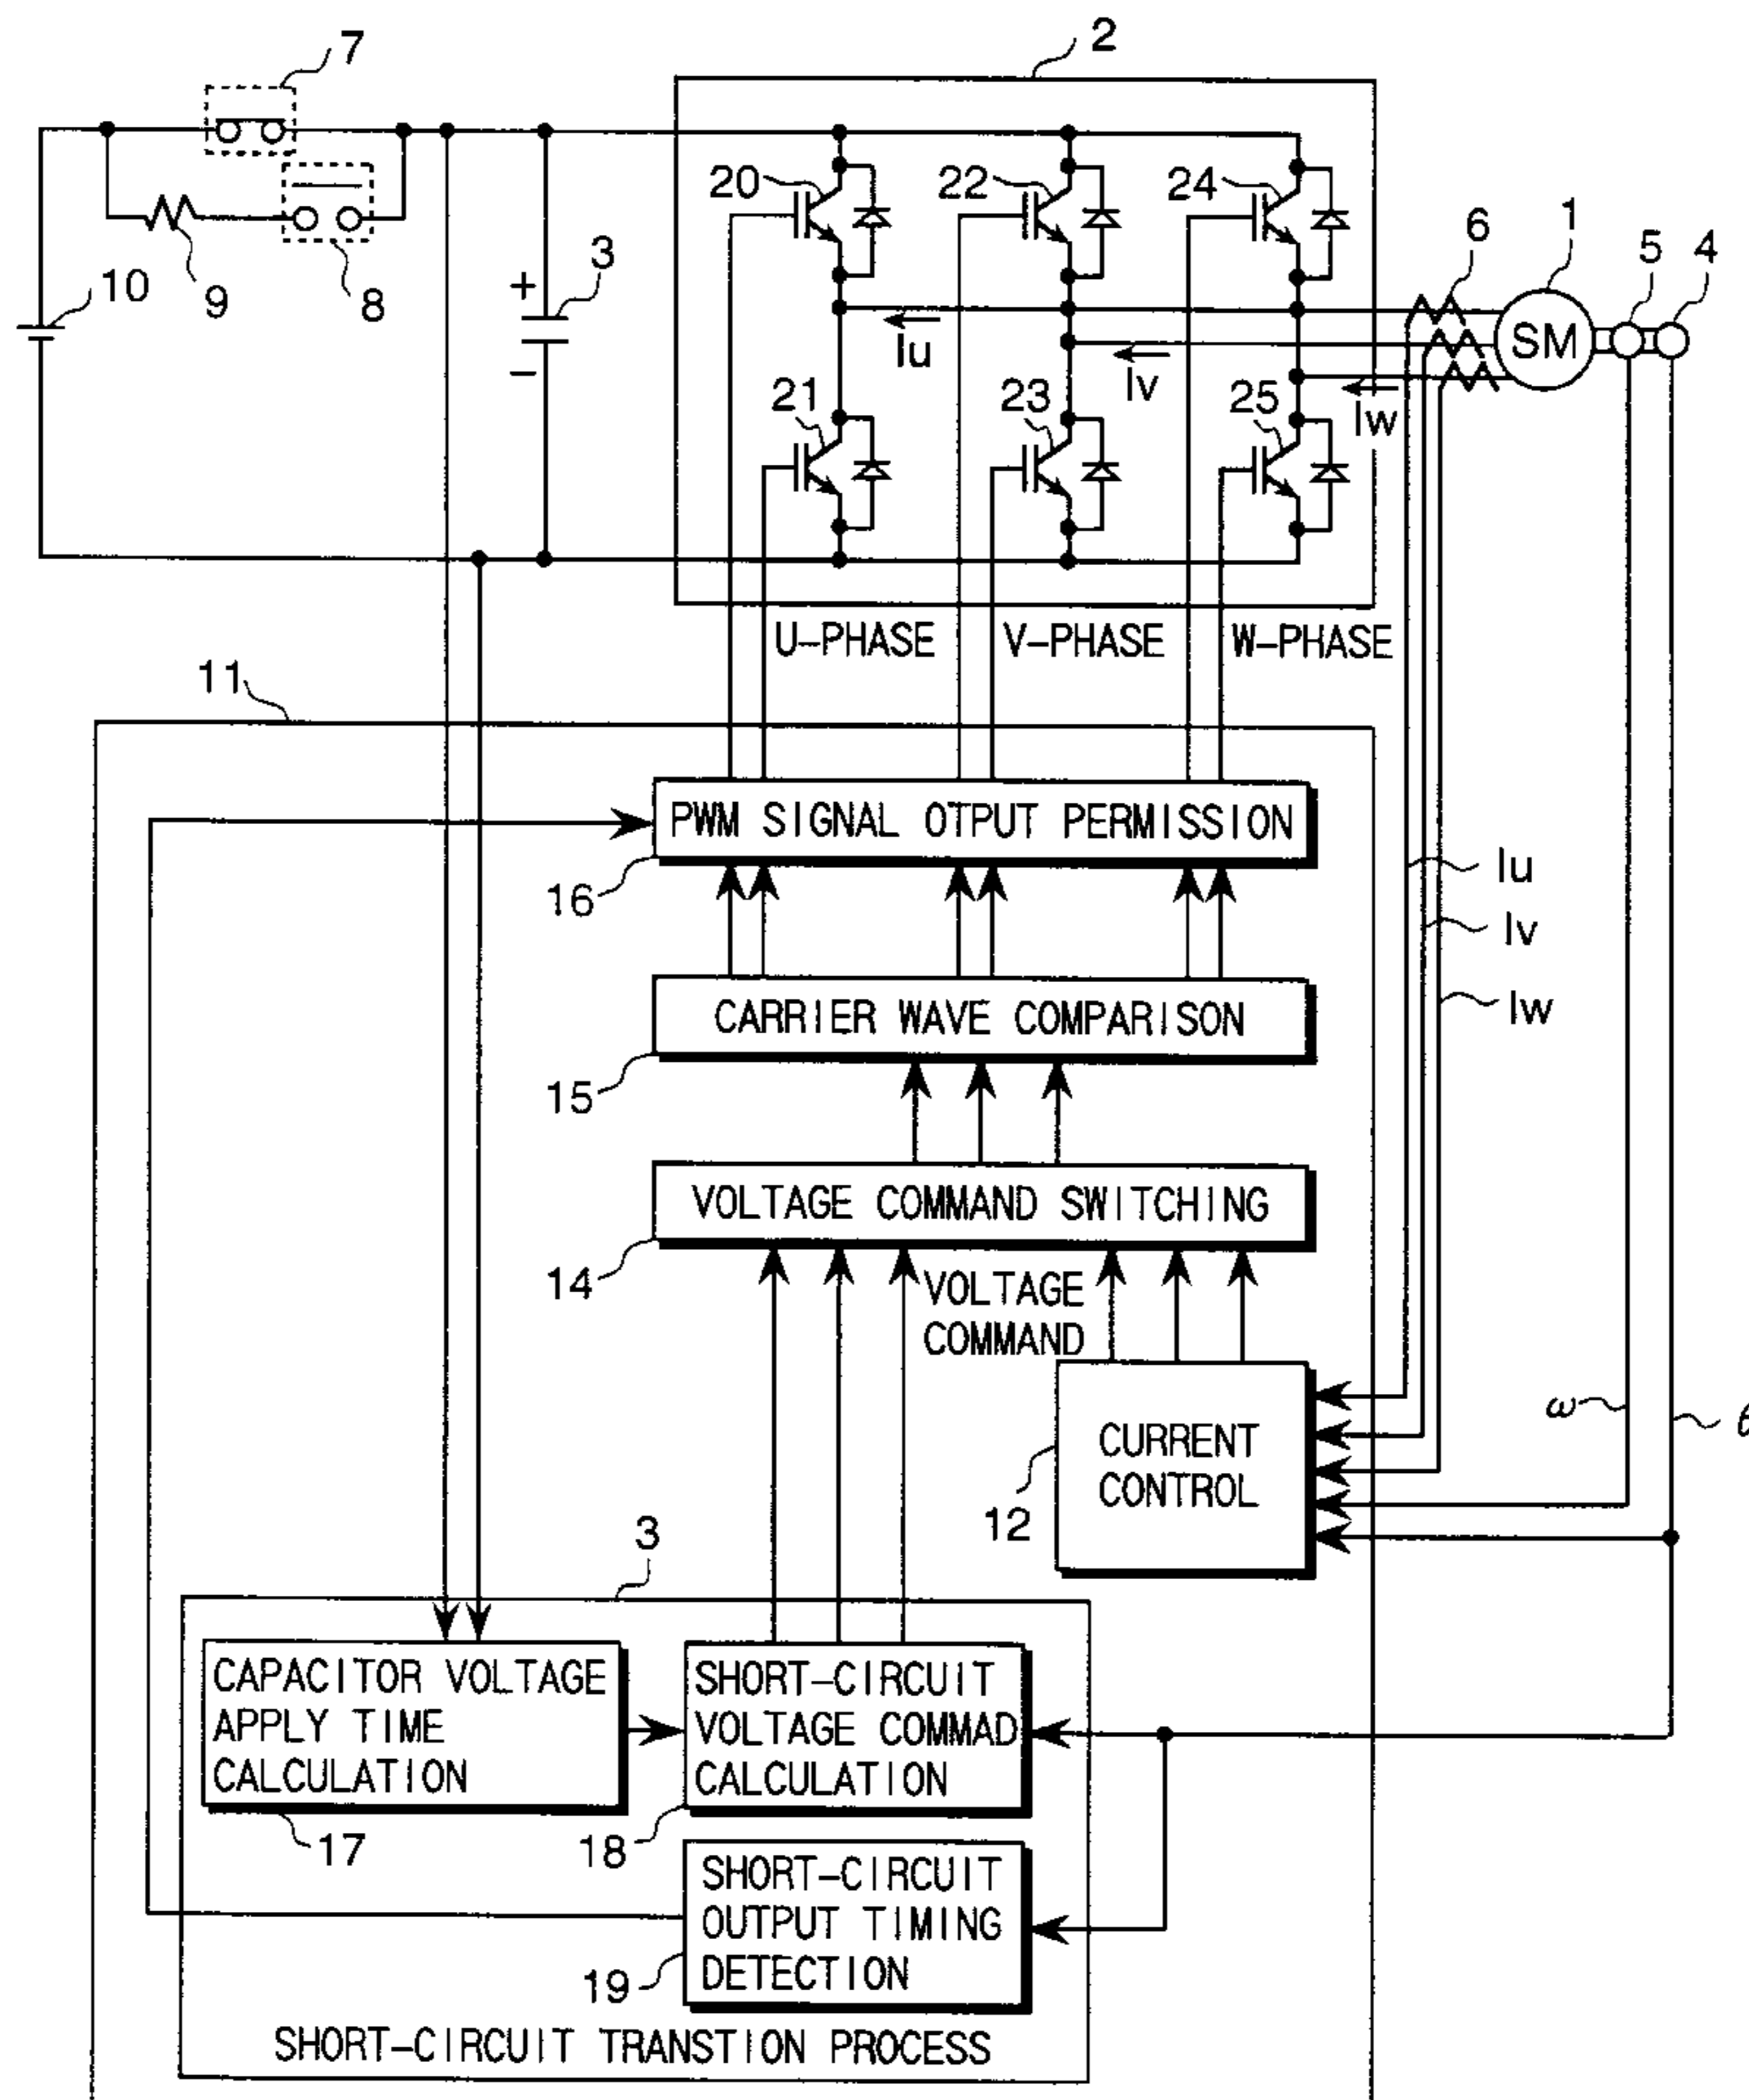 2
7
20
22
24
6
1
5
4
10
9
8
+
3
−
SM
Iu
Iv
Iw
21
23
25
U-PHASE
V-PHASE
W-PHASE
11
PWM SIGNAL OTPUT PERMISSION
16
Iu
Iv
Iw
CARRIER WAVE COMPARISON
15
VOLTAGE COMMAND SWITCHING
14
VOLTAGE
COMMAND
ω
CURRENT
CONTROL
12
3
CAPACITOR VOLTAGE
APPLY TIME
CALCULATION
17
SHORT-CIRCUIT
VOLTAGE COMMAD
CALCULATION
18
SHORT-CIRCUIT
OUTPUT TIMING
DETECTION
19
SHORT-CIRCUIT TRANSTION PROCESS